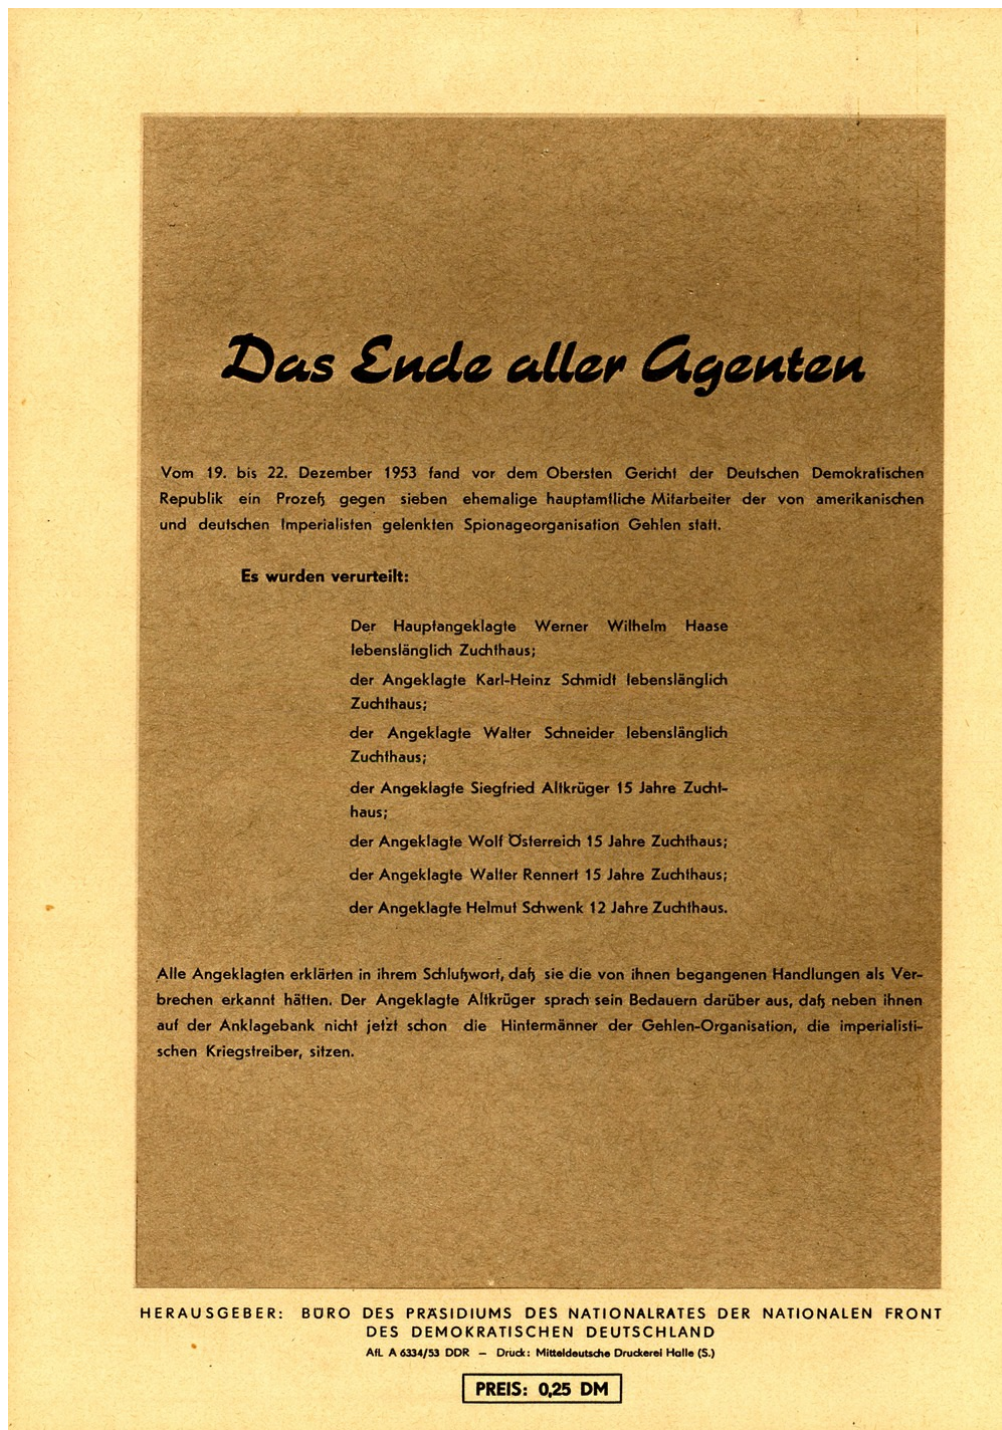 Das Ende aller Agenten
Vom 19. bis 22. Dezember 1953 fand vor dem Obersten Gericht der Deutschen Demokratischen
Republik ein Prozeß gegen sieben ehemalige hauptamtliche Mitarbeiter der von amerikanischen
und deutschen Imperialisten gelenkten Spionageorganisation Gehlen statt.
Es wurden verurteilt:
Der Hauptangeklagte Werner Wilhelm Haase
lebenslänglich Zuchthaus;
der Angeklagte Karl-Heinz Schmidt lebenslänglich
Zuchthaus;
der Angeklagte Walter Schneider lebenslänglich
Zuchthaus;
der Angeklagte Siegfried Altkrüger 15 Jahre Zucht-
haus;
der Angeklagte Wolf Österreich 15 Jahre Zuchthaus;
der Angeklagte Walter Rennert 15 Jahre Zuchthaus;
der Angeklagte Helmut Schwenk 12 Jahre Zuchthaus.
Alle Angeklagten erklärten in ihrem Schlußwort, daß sie die von ihnen begangenen Handlungen als Ver-
brechen erkannt hätten. Der Angeklagte Altkrüger sprach sein Bedauern darüber aus, daß neben ihnen
auf der Anklagebank nicht jetzt schon die Hintermänner der Gehlen-Organisation, die imperialisti-
schen Kriegstreiber, sitzen.
HERAUSGEBER: BÜRO DES PRÄSIDIUMS DES NATIONALRATES DER NATIONALEN FRONT
DES DEMOKRATISCHEN DEUTSCHLAND
AfL A 6334/53 DDR – Druck: Mitteldeutsche Druckerei Halle (S.)
PREIS: 0,25 DM